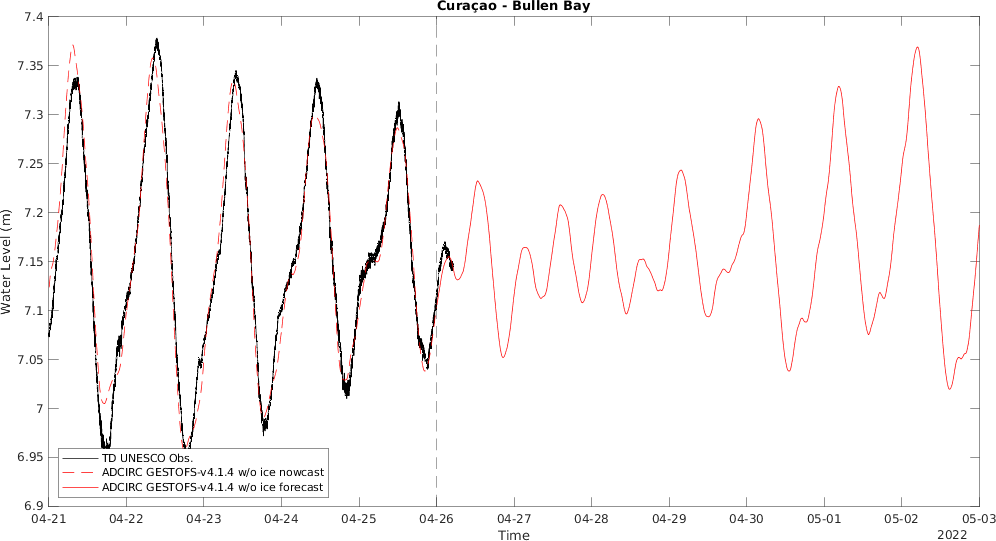 Curaçao - Bullen Bay
Water Level (m)
7.4
7.35
7.3
7.25
7.2
7.15
7.1
7.05
7
6.95
6.9
TD UNESCO Obs.
ADCIRC GESTOFS-v4.1.4 w/o ice nowcast
ADCIRC GESTOFS-v4.1.4 w/o ice forecast
04-21 04-22 04-23 04-24 04-25 04-26 04-27 04-28 04-29 04-30 05-01 05-02 05-03
Time
2022